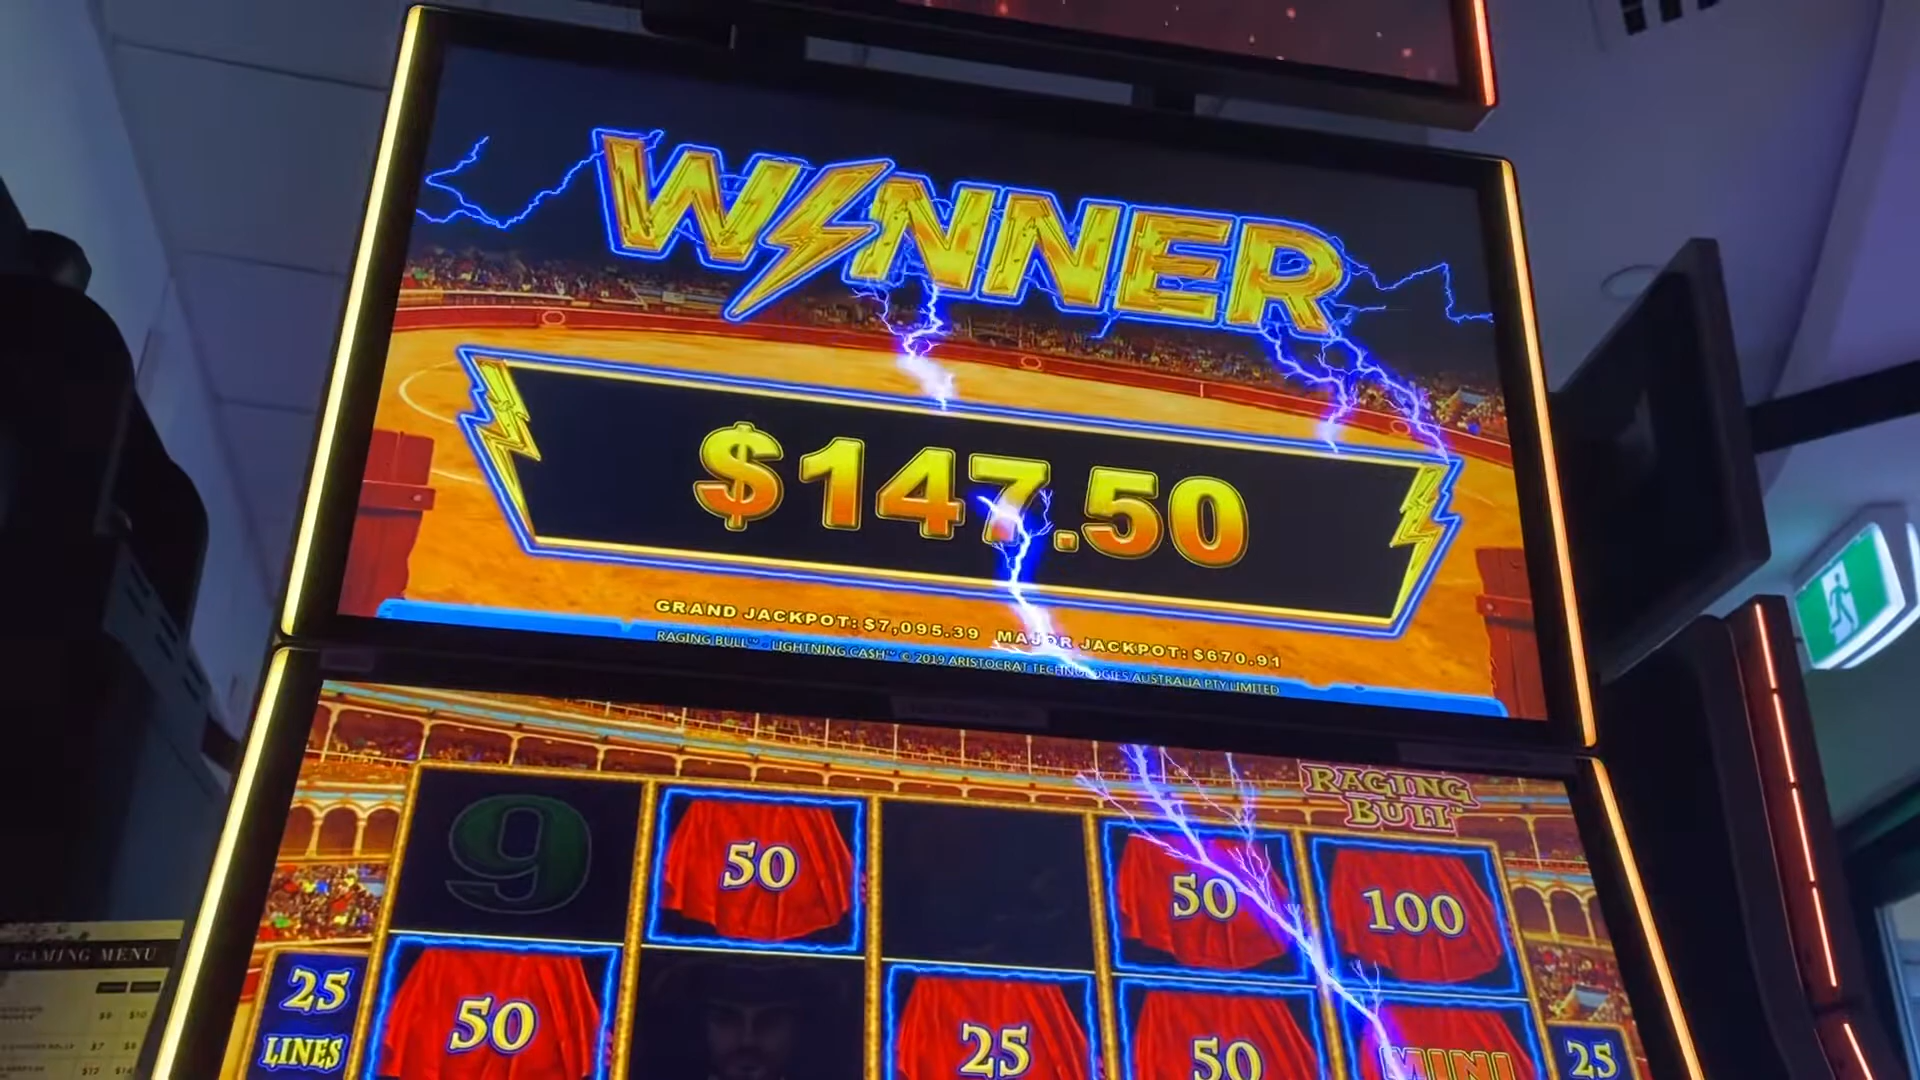 WINNER
$147.50
GRAND JACKPOT: $7,095.39 MAJOR JACKPOT: $670.91
RAGING BULL™ - LIGHTNING CASH™ © 2019 ARISTOCRAT TECHNOLOGIES AUSTRALIA PTY LIMITED
RAGING
BULL™
9
50
50
100
25
LINES
50
25
50
MINI
25
GAMING MENU